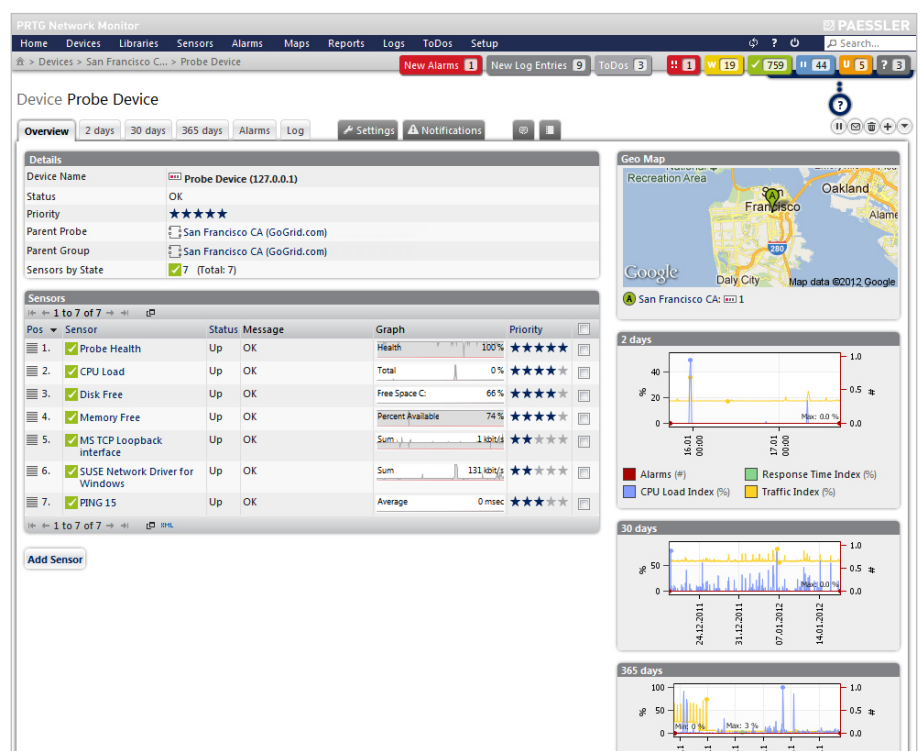 PRTG Network Monitor
PAESSLER
Home Devices Libraries Sensors Alarms Maps Reports Logs ToDos Setup
? Search...
> Devices > San Francisco C... > Probe Device
New Alarms 1 New Log Entries 9 ToDos 3 !! 1 W 19 759 44 U 5 ? 3
Device Probe Device
?
Overview 2 days 30 days 365 days Alarms Log Settings Notifications
Details
Device Name Probe Device (127.0.0.1)
Status OK
Priority ★★★★★
Parent Probe San Francisco CA (GoGrid.com)
Parent Group San Francisco CA (GoGrid.com)
Sensors by State 7 (Total: 7)
Sensors
1 to 7 of 7
Pos Sensor Status Message Graph Priority
1. Probe Health Up OK Health 100% ★★★★★
2. CPU Load Up OK Total 0% ★★★★★
3. Disk Free Up OK Free Space C: 66% ★★★★★
4. Memory Free Up OK Percent Available 74% ★★★★★
5. MS TCP Loopback interface Up OK Sum 1 kbit/s ★★★★★
6. SUSE Network Driver for Windows Up OK Sum 131 kbit/s ★★★★★
7. PING 15 Up OK Average 0 msec ★★★★★
1 to 7 of 7 XML
Add Sensor
Geo Map
National
Recreation Area
San Francisco
A
Oakland
Alame
280
Daly City
Google
Map data ©2012 Google
A San Francisco CA: 1
2 days
40
20
0
%
1.0
0.5
0.0
#
Max: 0.0 %
16.01 00:00
17.01 00:00
Alarms (#) Response Time Index (%)
CPU Load Index (%) Traffic Index (%)
30 days
50
0
%
1.0
0.5
0.0
#
Max: 0.0 %
24.12.2011
31.12.2011
07.01.2012
14.01.2012
365 days
100
50
0
%
1.0
0.5
0.0
#
Min: 0 %
Max: 3 %